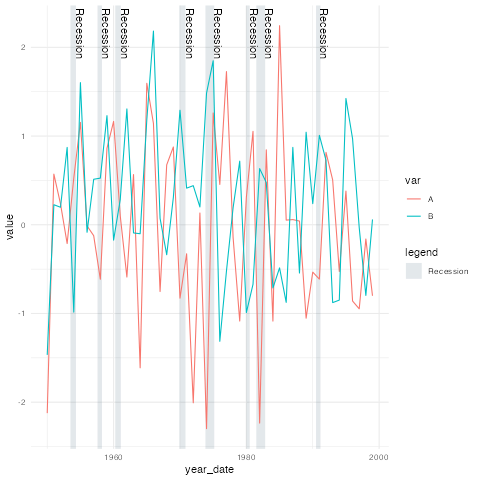 Recession
Recession
Recession
Recession
Recession
Recession
Recession
Recession
2
1
0
-1
-2
value
1960
1980
2000
year_date
var
A
B
legend
Recession